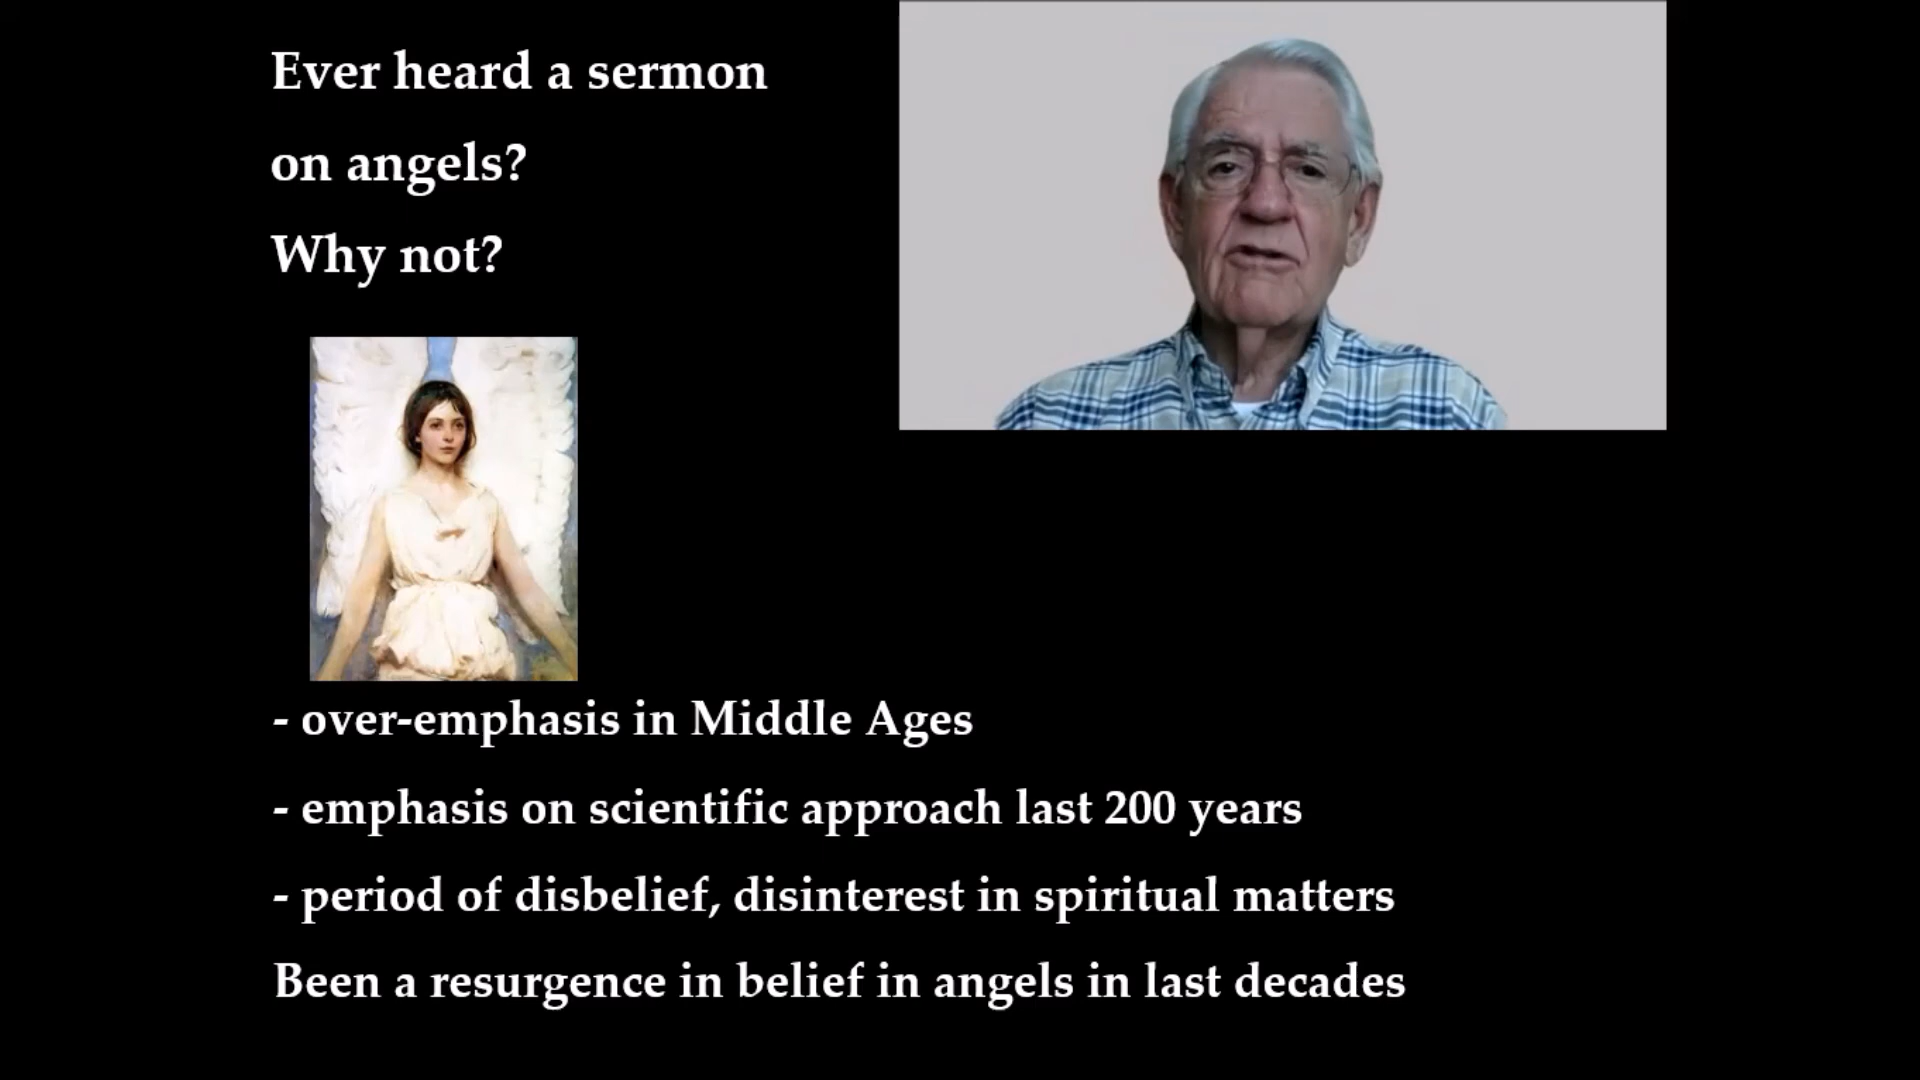 Ever heard a sermon
on angels?
Why not?
- over-emphasis in Middle Ages
- emphasis on scientific approach last 200 years
- period of disbelief, disinterest in spiritual matters
Been a resurgence in belief in angels in last decades